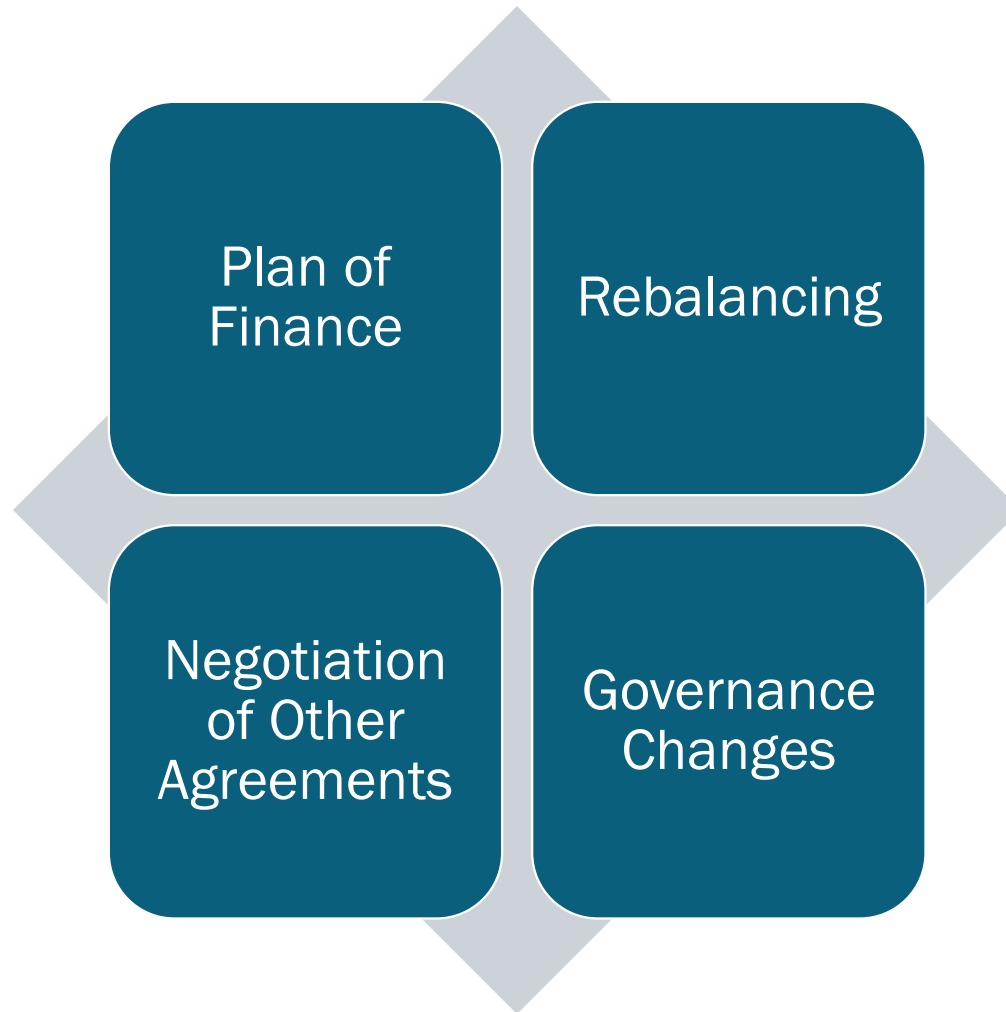 Plan of
Finance
Rebalancing
Negotiation
of Other
Agreements
Governance
Changes